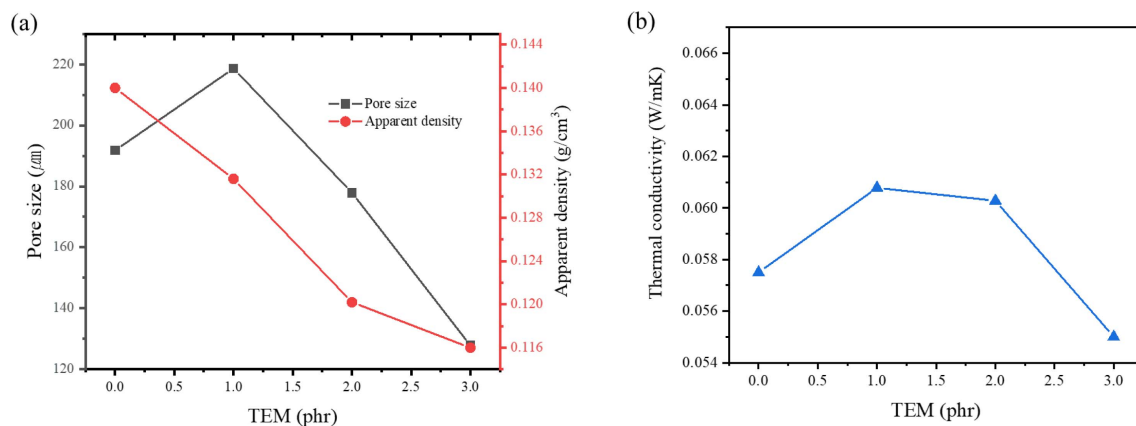 (a)
Pore size (㎛)
220
200
180
160
140
120
Pore size
Apparent density
0.144
0.140
0.136
0.132
0.128
0.124
0.120
0.116
Apparent density (g/cm³)
0.0 0.5 1.0 1.5 2.0 2.5 3.0
TEM (phr)
(b)
Thermal conductivity (W/mK)
0.066
0.064
0.062
0.060
0.058
0.056
0.054
0.0 0.5 1.0 1.5 2.0 2.5 3.0
TEM (phr)